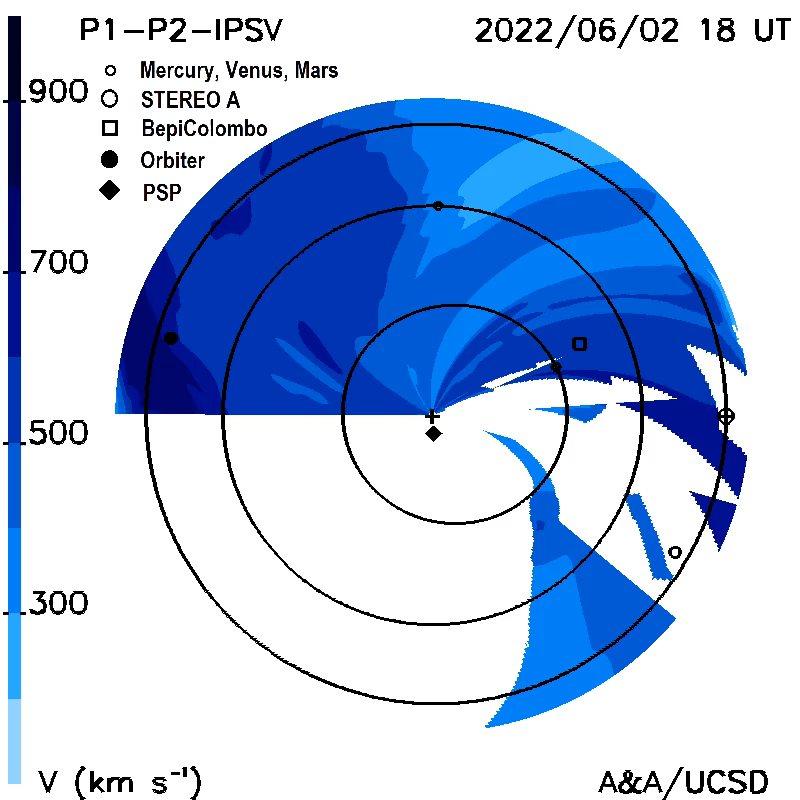 P1-P2-IPSV 2022/06/02 18 UT
Mercury, Venus, Mars
900
STEREO A
BepiColombo
Orbiter
PSP
700
500
300
V (km s⁻¹) A&A/UCSD